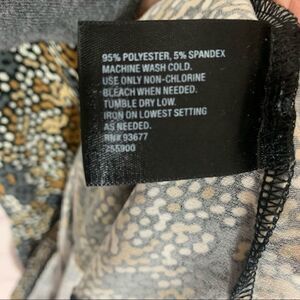 95% POLYESTER, 5% SPANDEX
MACHINE WASH COLD.
USE ONLY NON-CHLORINE
BLEACH WHEN NEEDED.
TUMBLE DRY LOW.
IRON ON LOWEST SETTING
AS NEEDED.
RN# 93677
255900